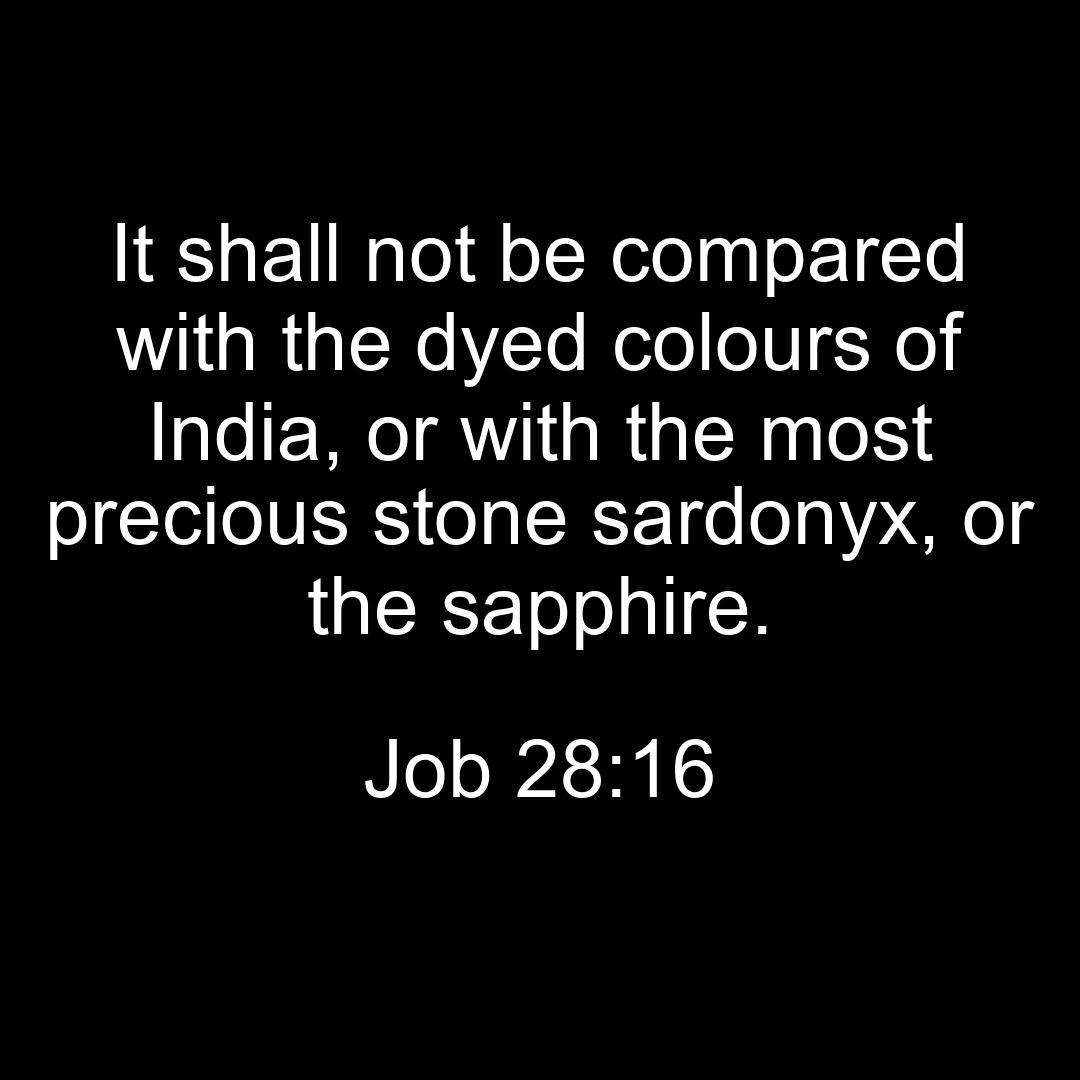 It shall not be compared
with the dyed colours of
India, or with the most
precious stone sardonyx, or
the sapphire.
Job 28:16